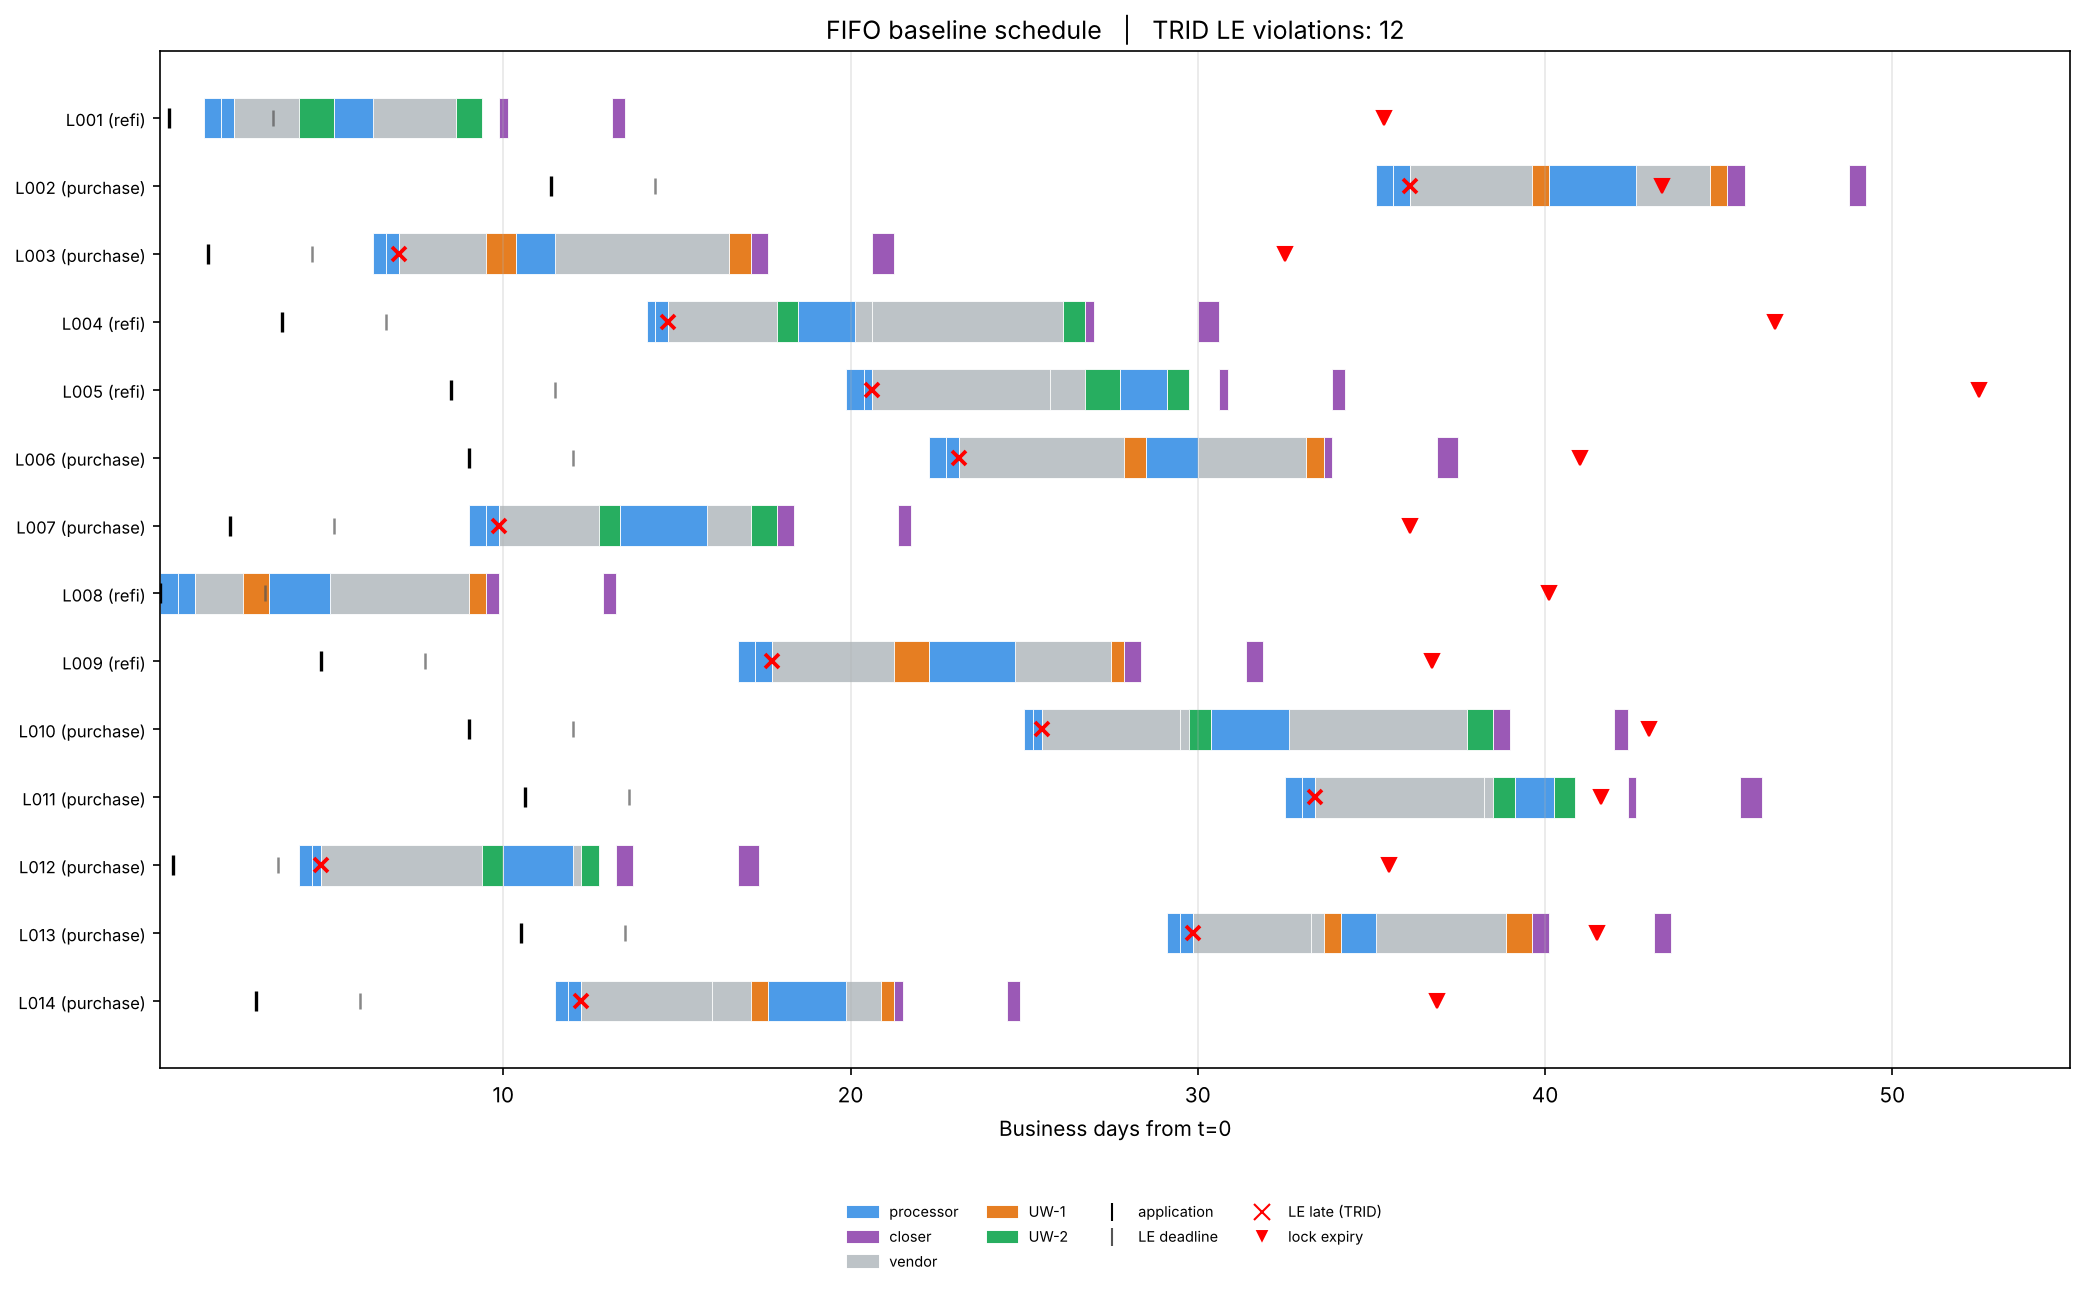 FIFO baseline schedule | TRID LE violations: 12
L001 (refi)
L002 (purchase)
L003 (purchase)
L004 (refi)
L005 (refi)
L006 (purchase)
L007 (purchase)
L008 (refi)
L009 (refi)
L010 (purchase)
L011 (purchase)
L012 (purchase)
L013 (purchase)
L014 (purchase)
10 20 30 40 50
Business days from t=0
processor UW-1 application LE late (TRID)
closer UW-2 LE deadline lock expiry
vendor